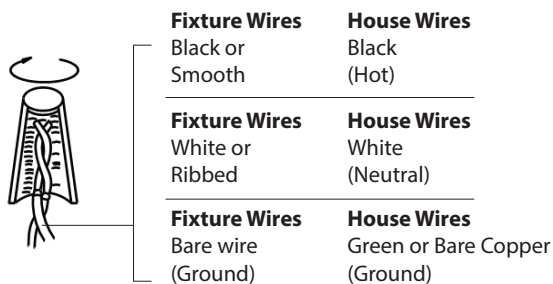 Fixture Wires House Wires
Black or Black
Smooth (Hot)
Fixture Wires House Wires
White or White
Ribbed (Neutral)
Fixture Wires House Wires
Bare wire Green or Bare Copper
(Ground) (Ground)